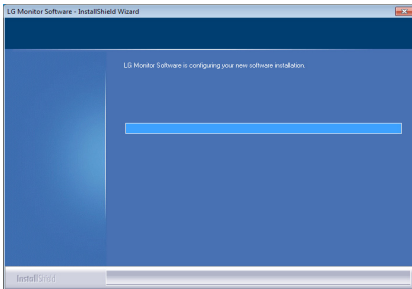 LG Monitor Software - InstallShield Wizard
LG Monitor Software is configuring your new software installation.
InstallShield